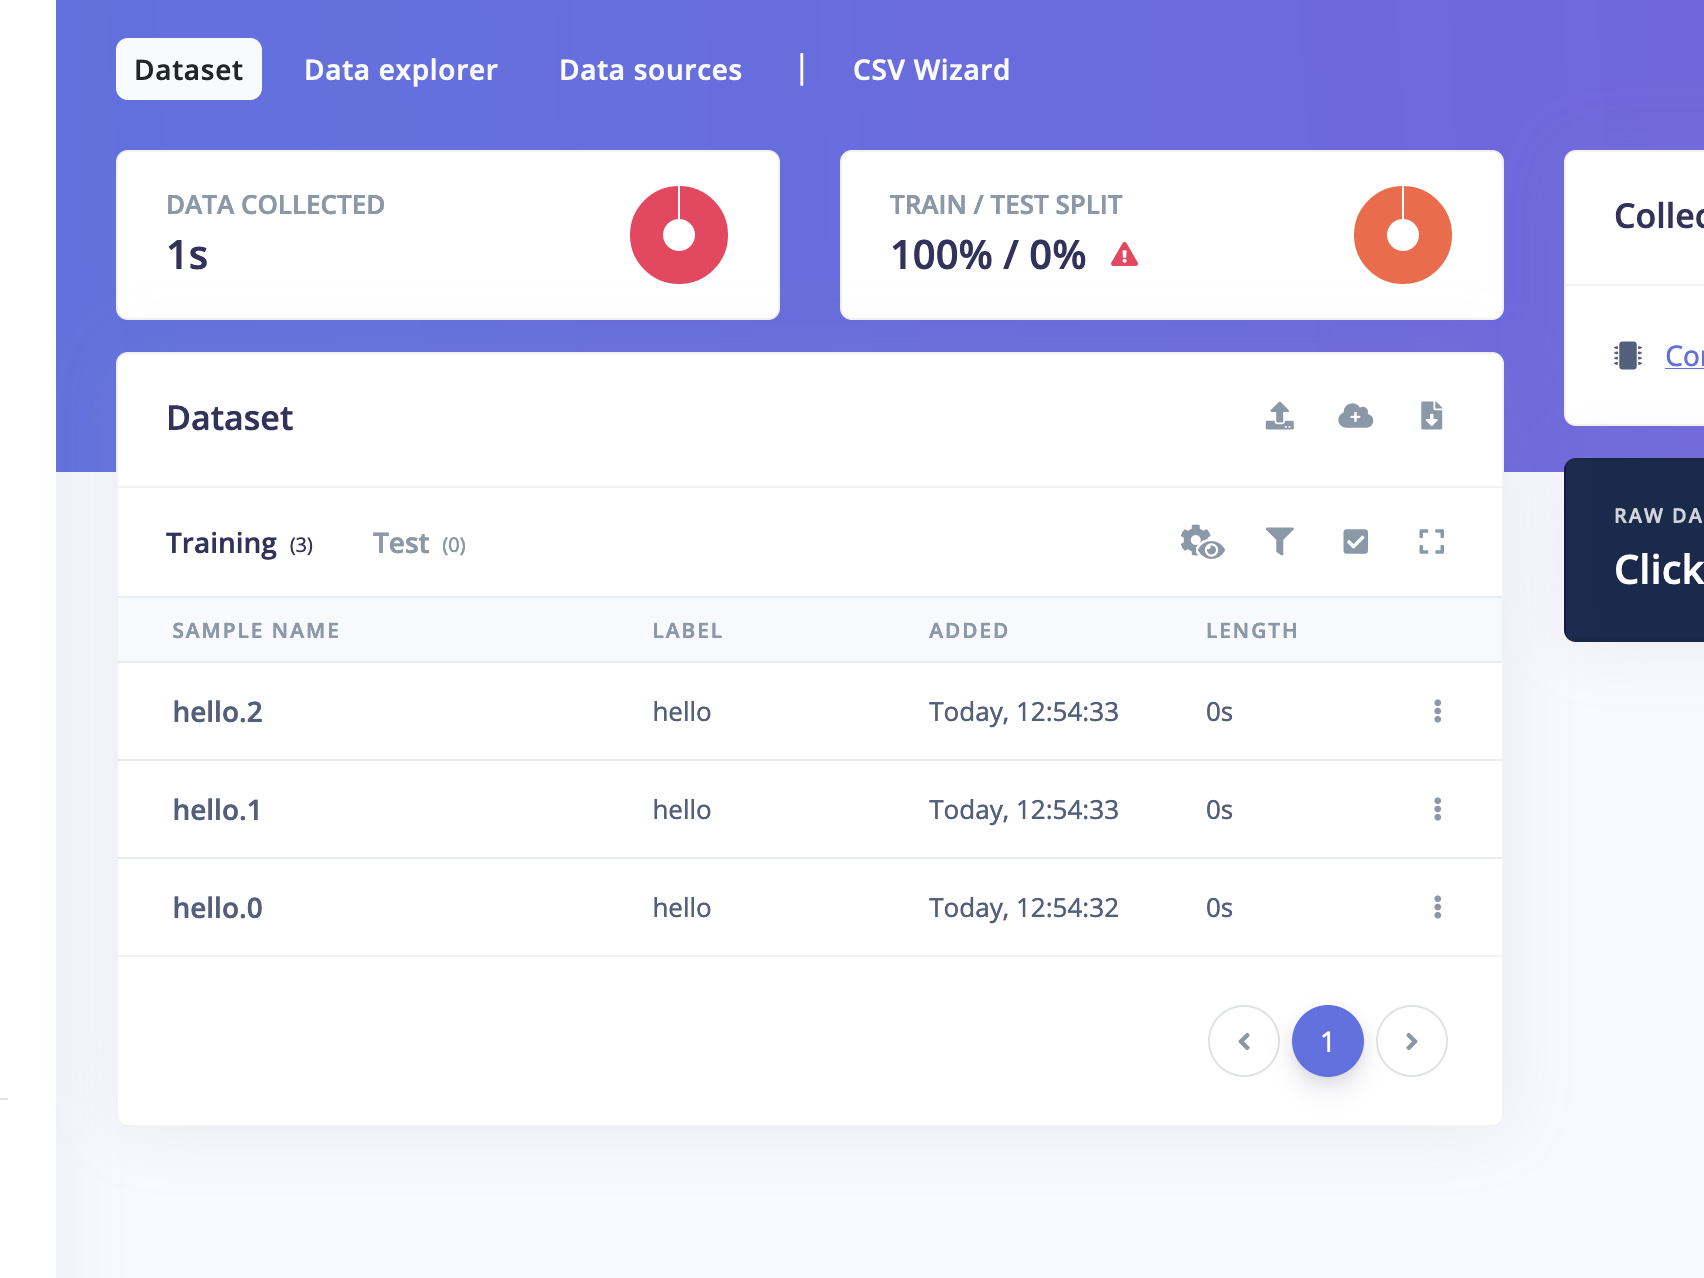 Dataset Data explorer Data sources | CSV Wizard
DATA COLLECTED
1s
TRAIN / TEST SPLIT
100% / 0%
Dataset
Training (3) Test (0)
SAMPLE NAME LABEL ADDED LENGTH
hello.2 hello Today, 12:54:33 0s
hello.1 hello Today, 12:54:33 0s
hello.0 hello Today, 12:54:32 0s
1
RAW DA
Click